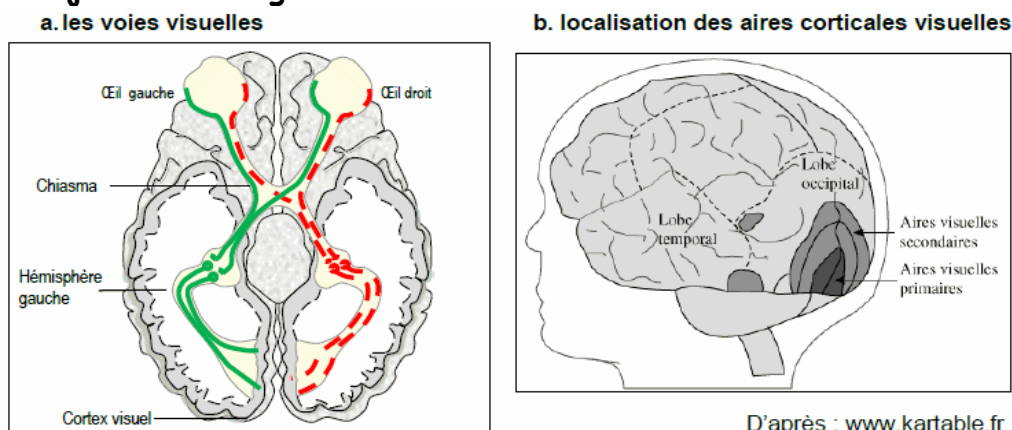 a. les voies visuelles
Œil gauche
Œil droit
Chiasma
Hémisphère
gauche
Cortex visuel
b. localisation des aires corticales visuelles
Lobe
occipital
Lobe
temporal
Aires visuelles
secondaires
Aires visuelles
primaires
D'après : www.kartable.fr